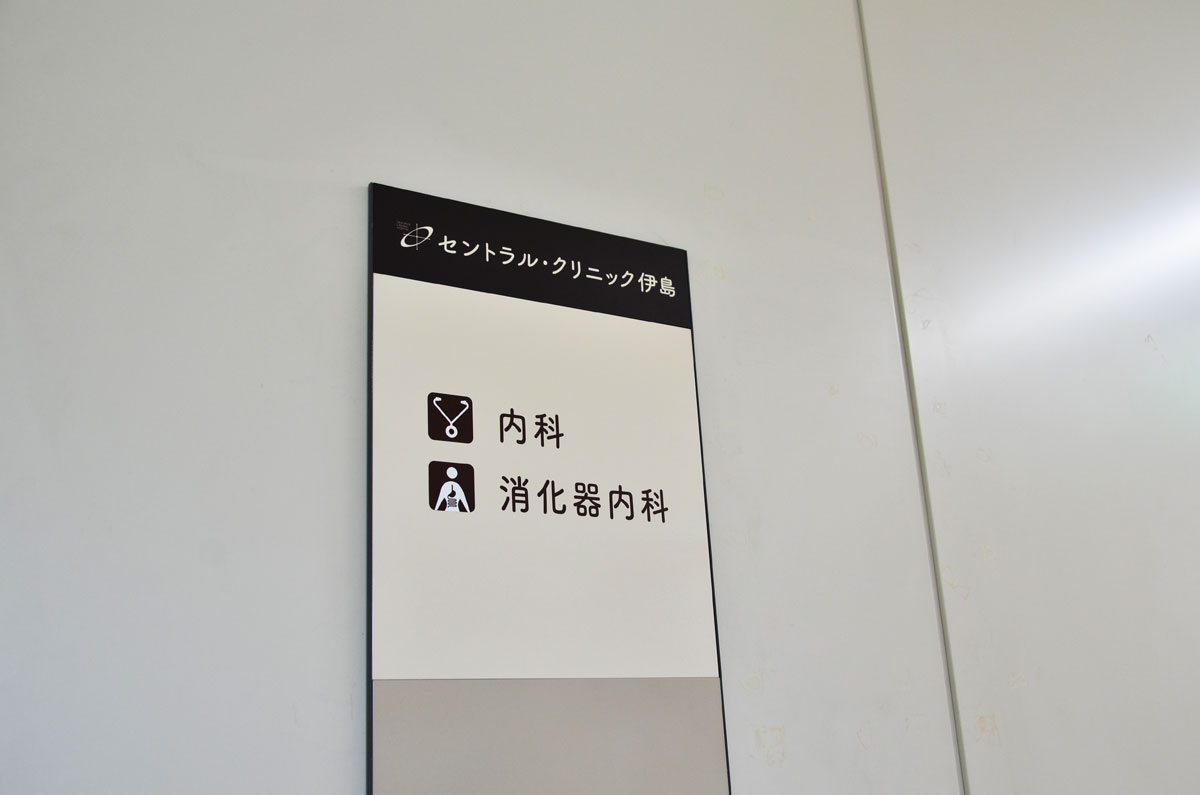 セントラル・クリニック伊島
内科
消化器内科